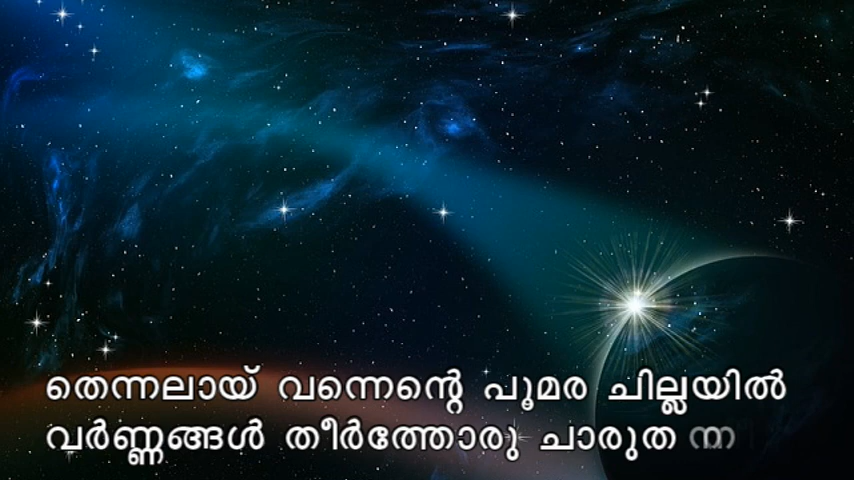 തെന്നലായ് വന്നെന്റെ പൂമര ചില്ലയിൽ
വർണ്ണങ്ങൾ തീർത്തോരു ചാരുത